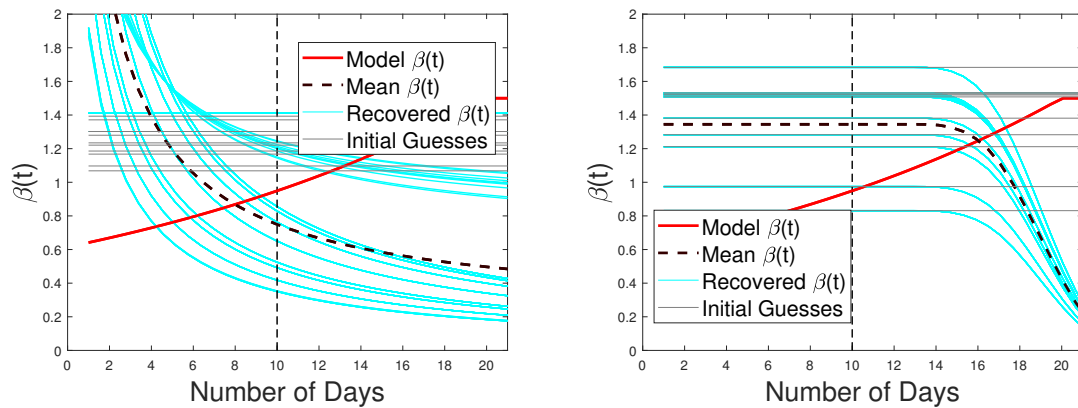 2
1.8
1.6
1.4
1.2
1
0.8
0.6
0.4
0.2
0
β(t)
0 2 4 6 8 10 12 14 16 18 20
Number of Days
Model β(t)
Mean β(t)
Recovered β(t)
Initial Guesses
2
1.8
1.6
1.4
1.2
1
0.8
0.6
0.4
0.2
0
β(t)
0 2 4 6 8 10 12 14 16 18 20
Number of Days
Model β(t)
Mean β(t)
Recovered β(t)
Initial Guesses